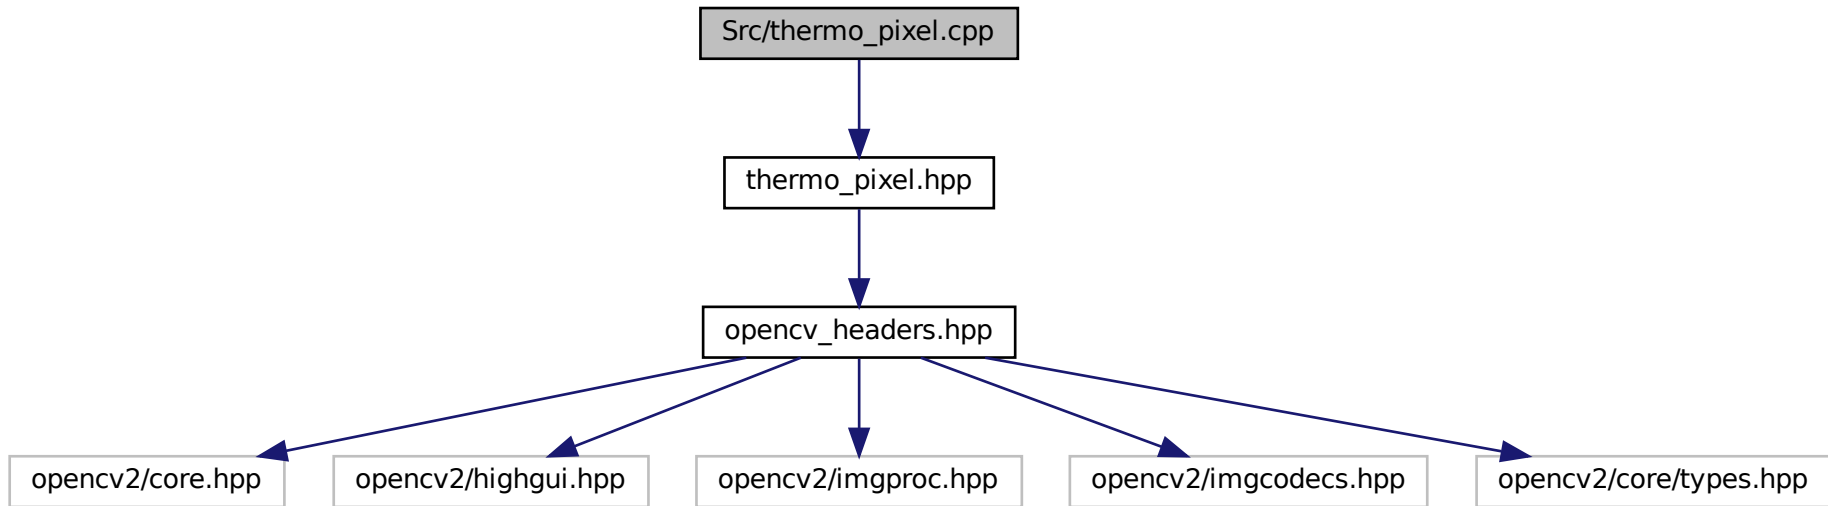 Src/thermo_pixel.cpp
thermo_pixel.hpp
opencv_headers.hpp
opencv2/core.hpp
opencv2/highgui.hpp
opencv2/imgproc.hpp
opencv2/imgcodecs.hpp
opencv2/core/types.hpp